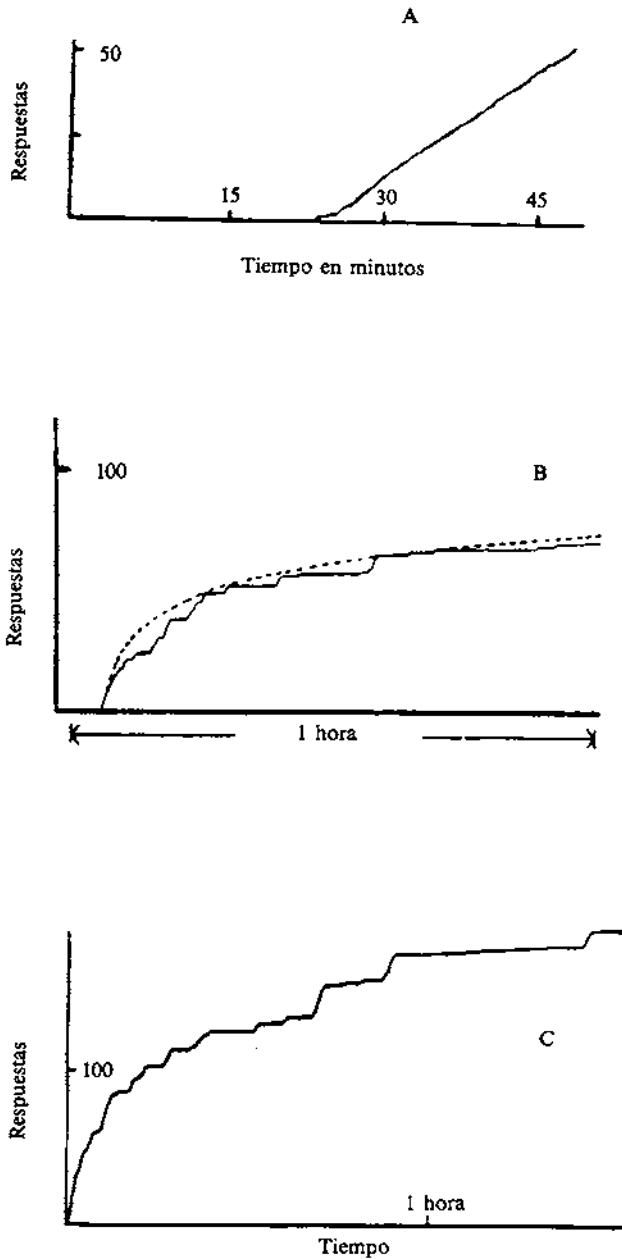 A
50
Respuestas
15
30
45
Tiempo en minutos
100
B
Respuestas
1 hora
Respuestas
C
100
1 hora
Tiempo